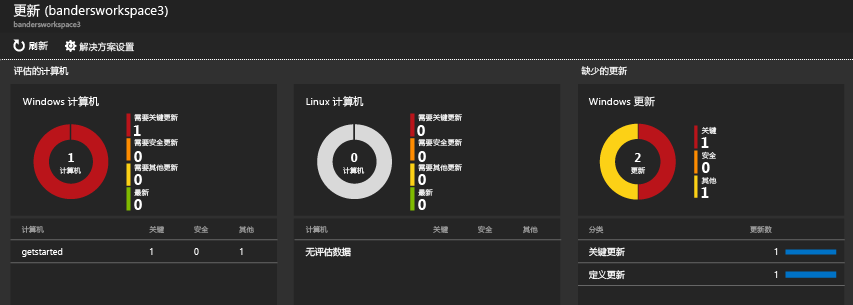 更新 (bandersworkspace3)
bandersworkspace3
刷新 解决方案设置
评估的计算机
Windows 计算机
1
计算机
需要关键更新
1
需要安全更新
0
需要其他更新
0
最新
0
计算机 关键 安全 其他
getstarted 1 0 1
Linux 计算机
0
计算机
需要关键更新
0
需要安全更新
0
需要其他更新
0
最新
0
计算机 关键 安全 其他
无评估数据
缺少的更新
Windows 更新
2
更新
关键
1
安全
0
其他
1
分类 更新数
关键更新 1
定义更新 1